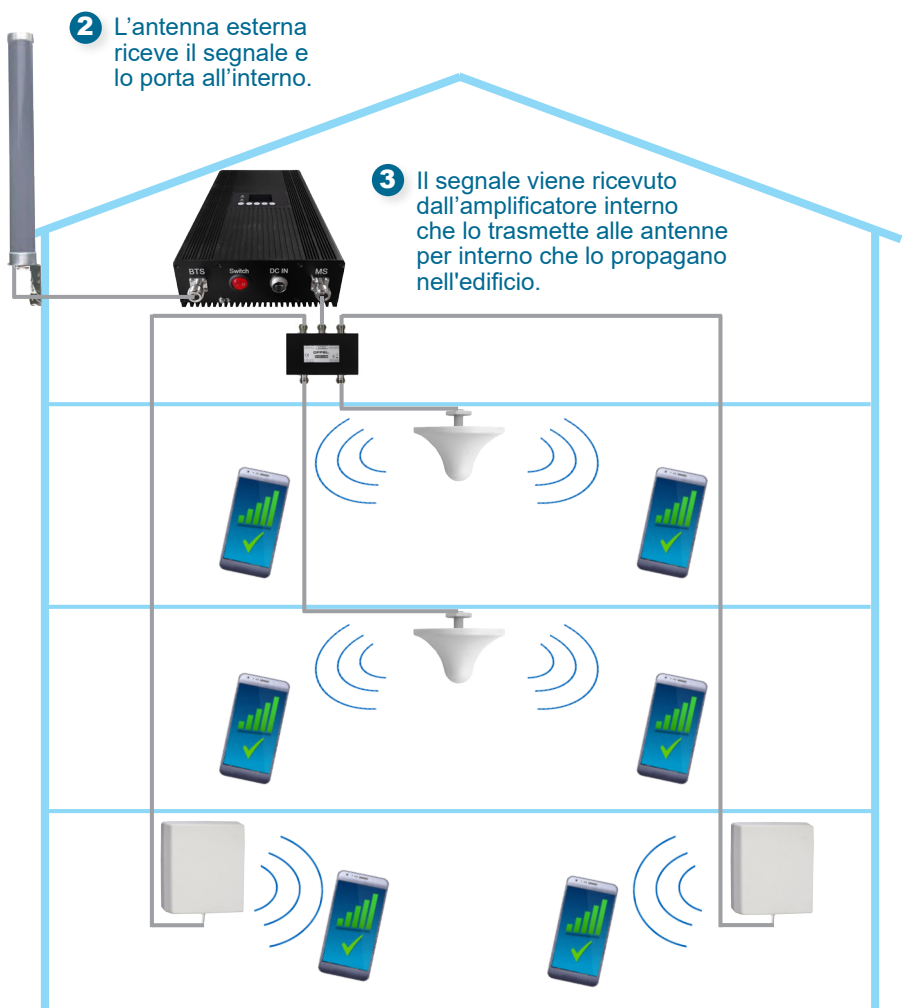 2 L’antenna esterna
riceve il segnale e
lo porta all’interno.
3 Il segnale viene ricevuto
dall’amplificatore interno
che lo trasmette alle antenne
per interno che lo propagano
nell'edificio.
BTS Switch DC IN MS